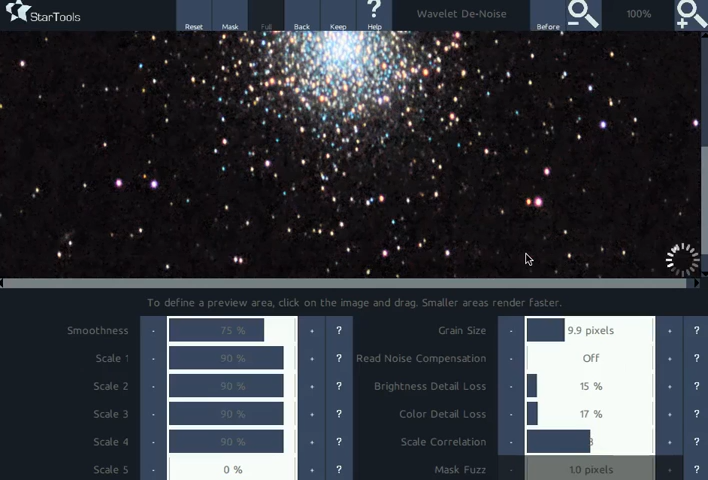 StarTools
Reset
Mask
Full
Back
Keep
?
Help
Wavelet De-Noise
Before
100%
To define a preview area, click on the image and drag. Smaller areas render faster.
Smoothness - 75 % + ? Grain Size - 9.9 pixels + ?
Scale 1 - 90 % + ? Read Noise Compensation - Off + ?
Scale 2 - 90 % + ? Brightness Detail Loss - 15 % + ?
Scale 3 - 90 % + ? Color Detail Loss - 17 % + ?
Scale 4 - 90 % + ? Scale Correlation - 3 + ?
Scale 5 - 0 % + ? Mask Fuzz - 1.0 pixels + ?